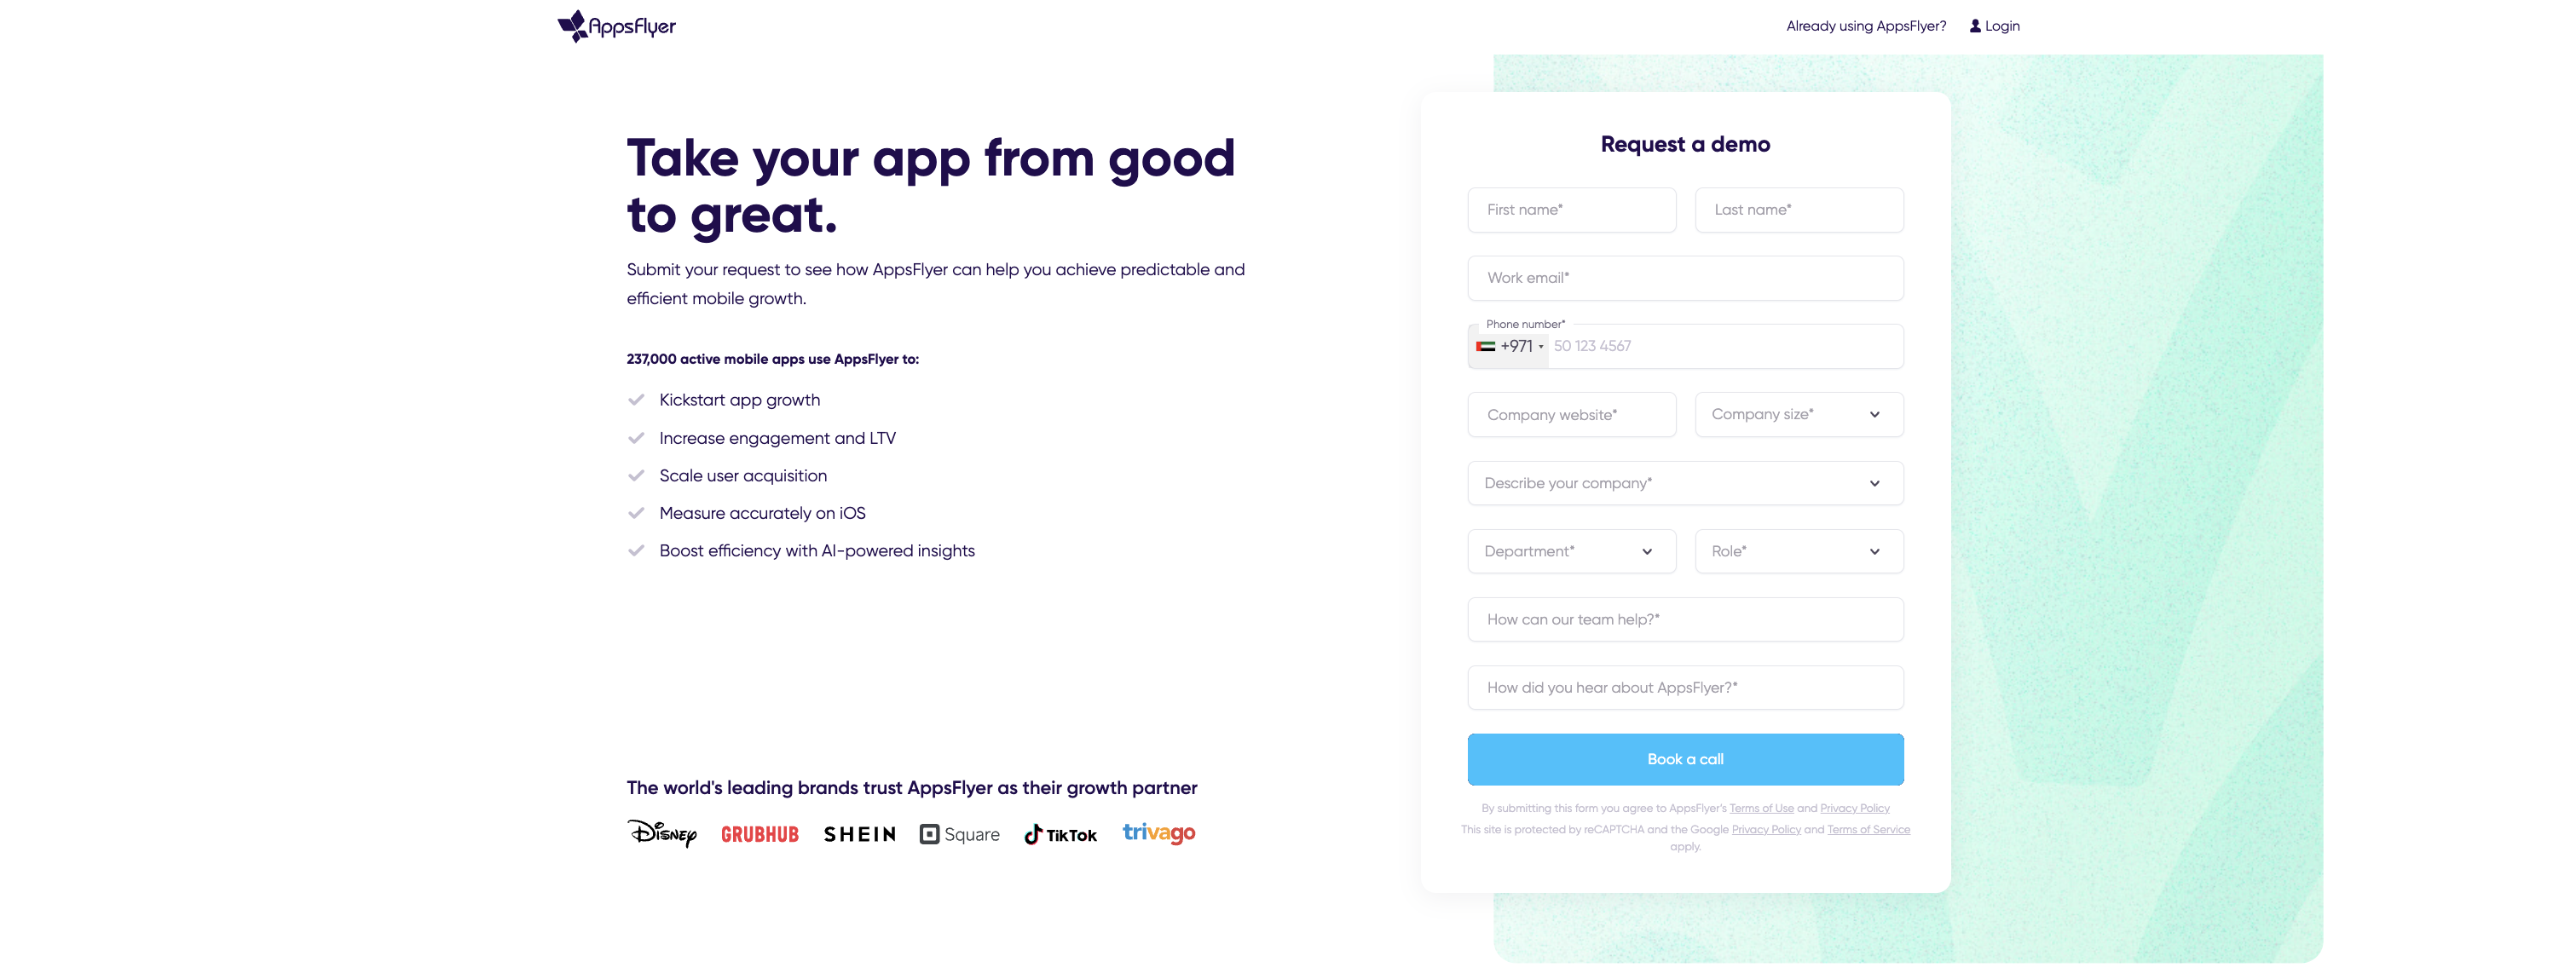 AppsFlyer
Already using AppsFlyer?
Login
Take your app from good
to great.
Submit your request to see how AppsFlyer can help you achieve predictable and
efficient mobile growth.
237,000 active mobile apps use AppsFlyer to:
Kickstart app growth
Increase engagement and LTV
Scale user acquisition
Measure accurately on iOS
Boost efficiency with AI-powered insights
The world's leading brands trust AppsFlyer as their growth partner
Disney GRUBHUB SHEIN Square TikTok trivago
Request a demo
First name* Last name*
Work email*
Phone number*
+971 50 123 4567
Company website* Company size*
Describe your company*
Department* Role*
How can our team help?*
How did you hear about AppsFlyer?*
Book a call
By submitting this form you agree to AppsFlyer's Terms of Use and Privacy Policy
This site is protected by reCAPTCHA and the Google Privacy Policy and Terms of Service
apply.